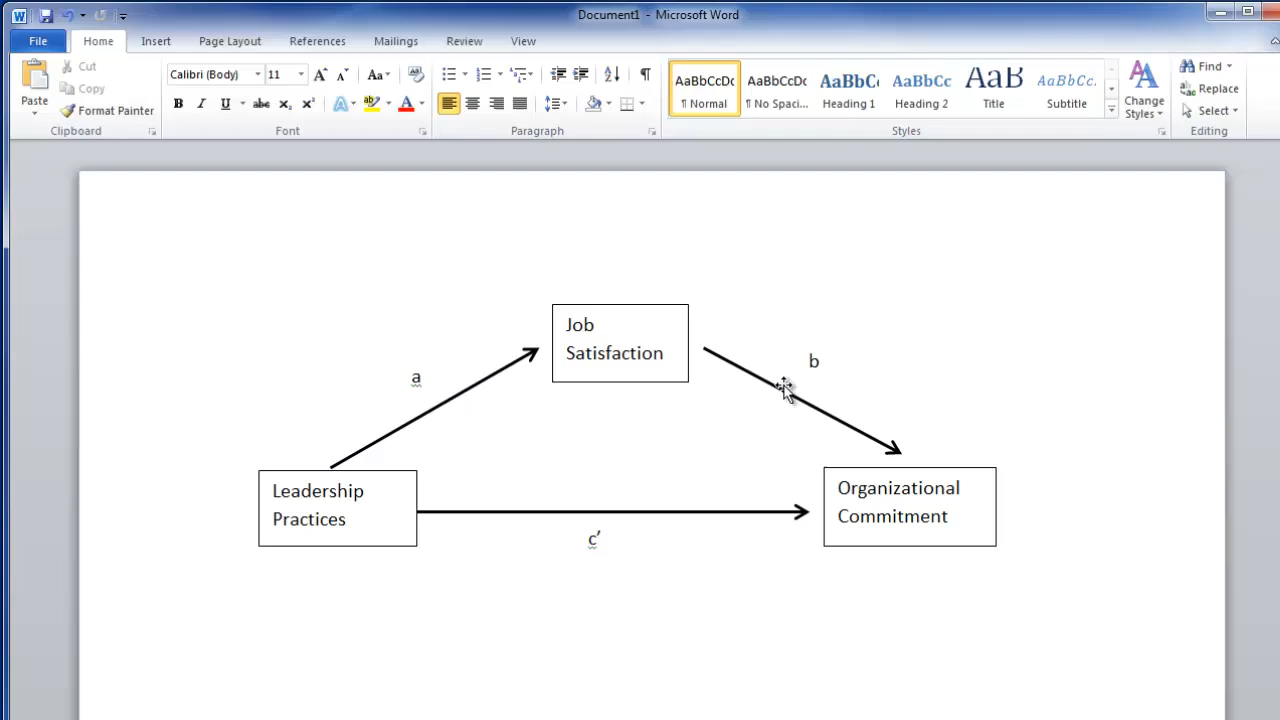 Document1 - Microsoft Word
File Home Insert Page Layout References Mailings Review View
Cut
Copy
Format Painter
Paste
Clipboard
Calibri (Body) 11
Font
Paragraph
AaBbCcDc AaBbCcDc AaBbC AaBbCc AaB AaBbCc.
¶ Normal ¶ No Spaci... Heading 1 Heading 2 Title Subtitle
Change
Styles
Styles
Find
Replace
Select
Editing
Job
Satisfaction
a
b
Leadership
Practices
Organizational
Commitment
c′